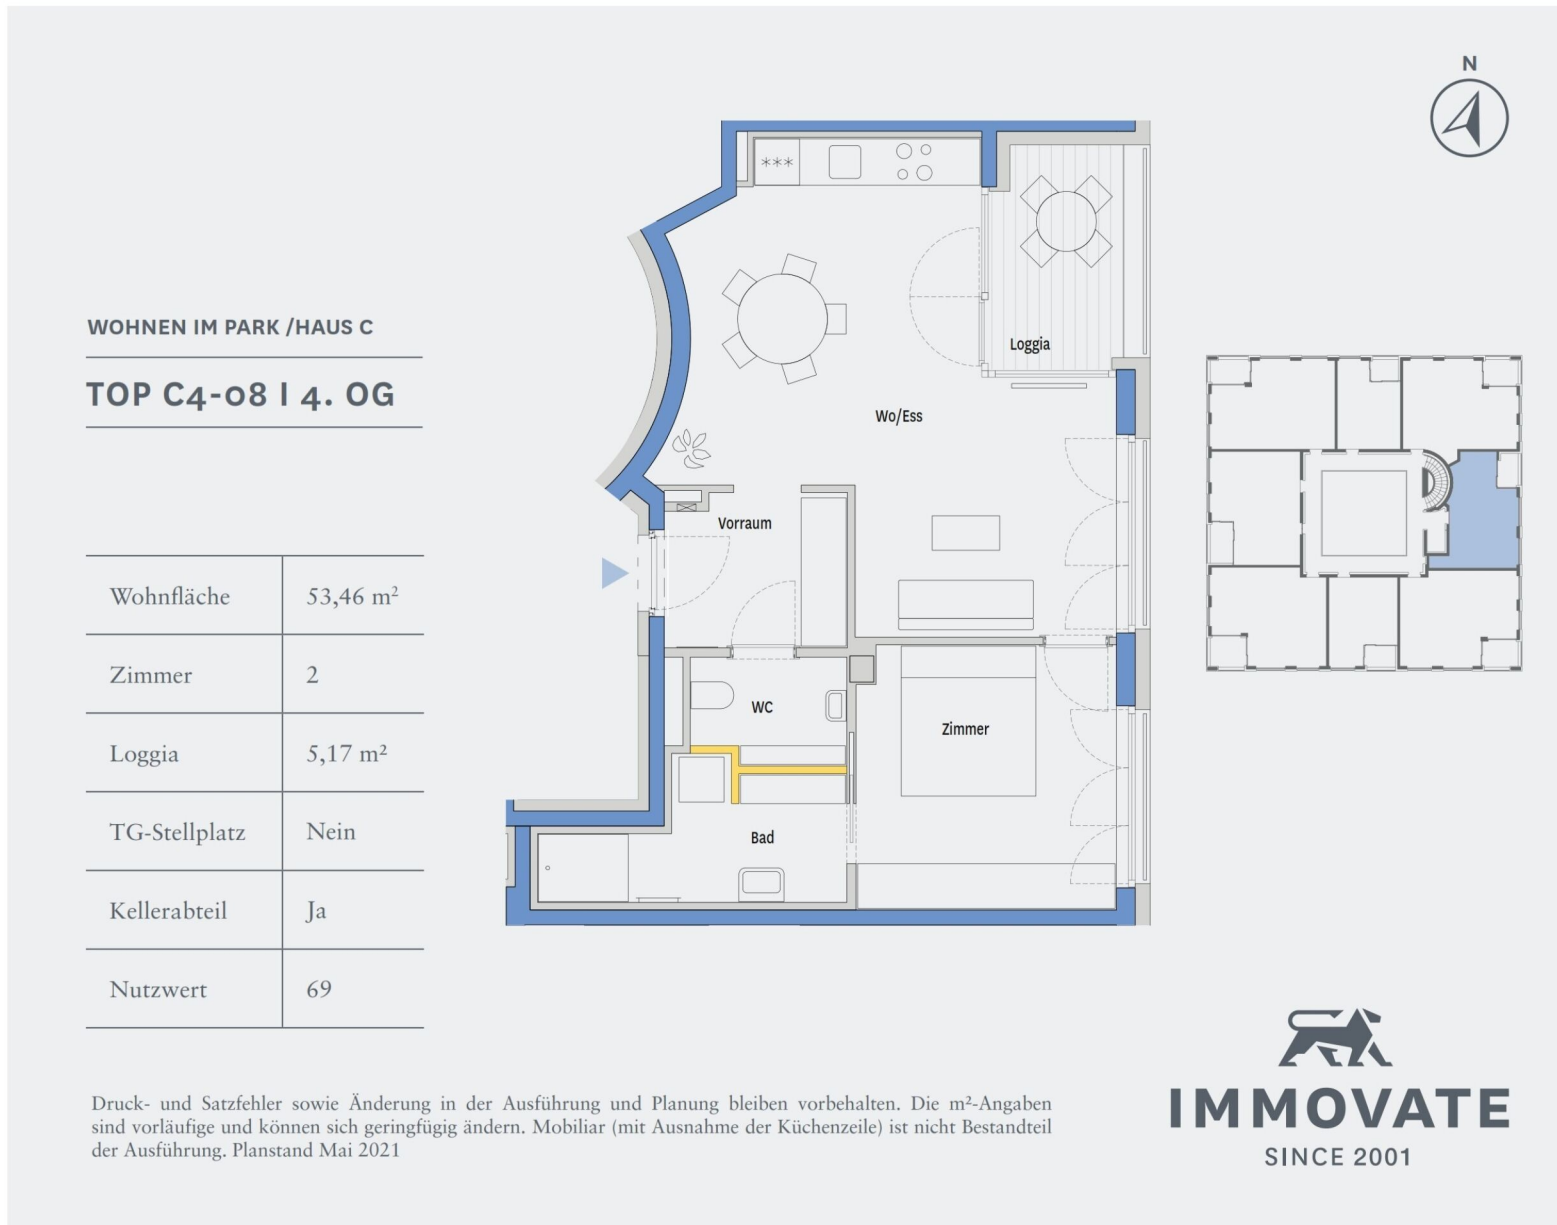 N
WOHNEN IM PARK /HAUS C
TOP C4-08 I 4. OG
Wohnfläche 53,46 m²
Zimmer 2
Loggia 5,17 m²
TG-Stellplatz Nein
Kellerabteil Ja
Nutzwert 69
***
Loggia
Wo/Ess
Vorraum
WC
Zimmer
Bad
Druck- und Satzfehler sowie Änderung in der Ausführung und Planung bleiben vorbehalten. Die m²-Angaben
sind vorläufige und können sich geringfügig ändern. Mobiliar (mit Ausnahme der Küchenzeile) ist nicht Bestandteil
der Ausführung. Planstand Mai 2021
IMMOVATE
SINCE 2001